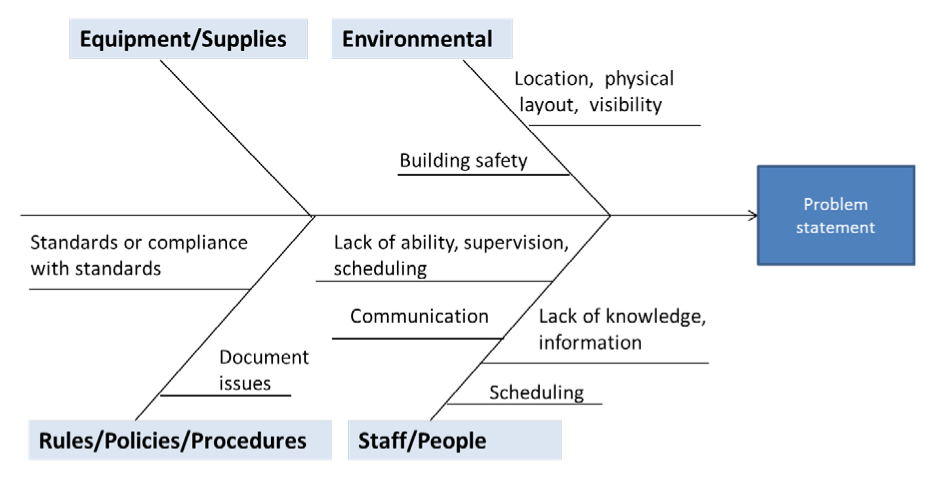 Equipment/Supplies
Environmental
Location, physical
layout, visibility
Building safety
Problem
statement
Standards or compliance
with standards
Lack of ability, supervision,
scheduling
Communication
Lack of knowledge,
information
Document
issues
Scheduling
Rules/Policies/Procedures
Staff/People